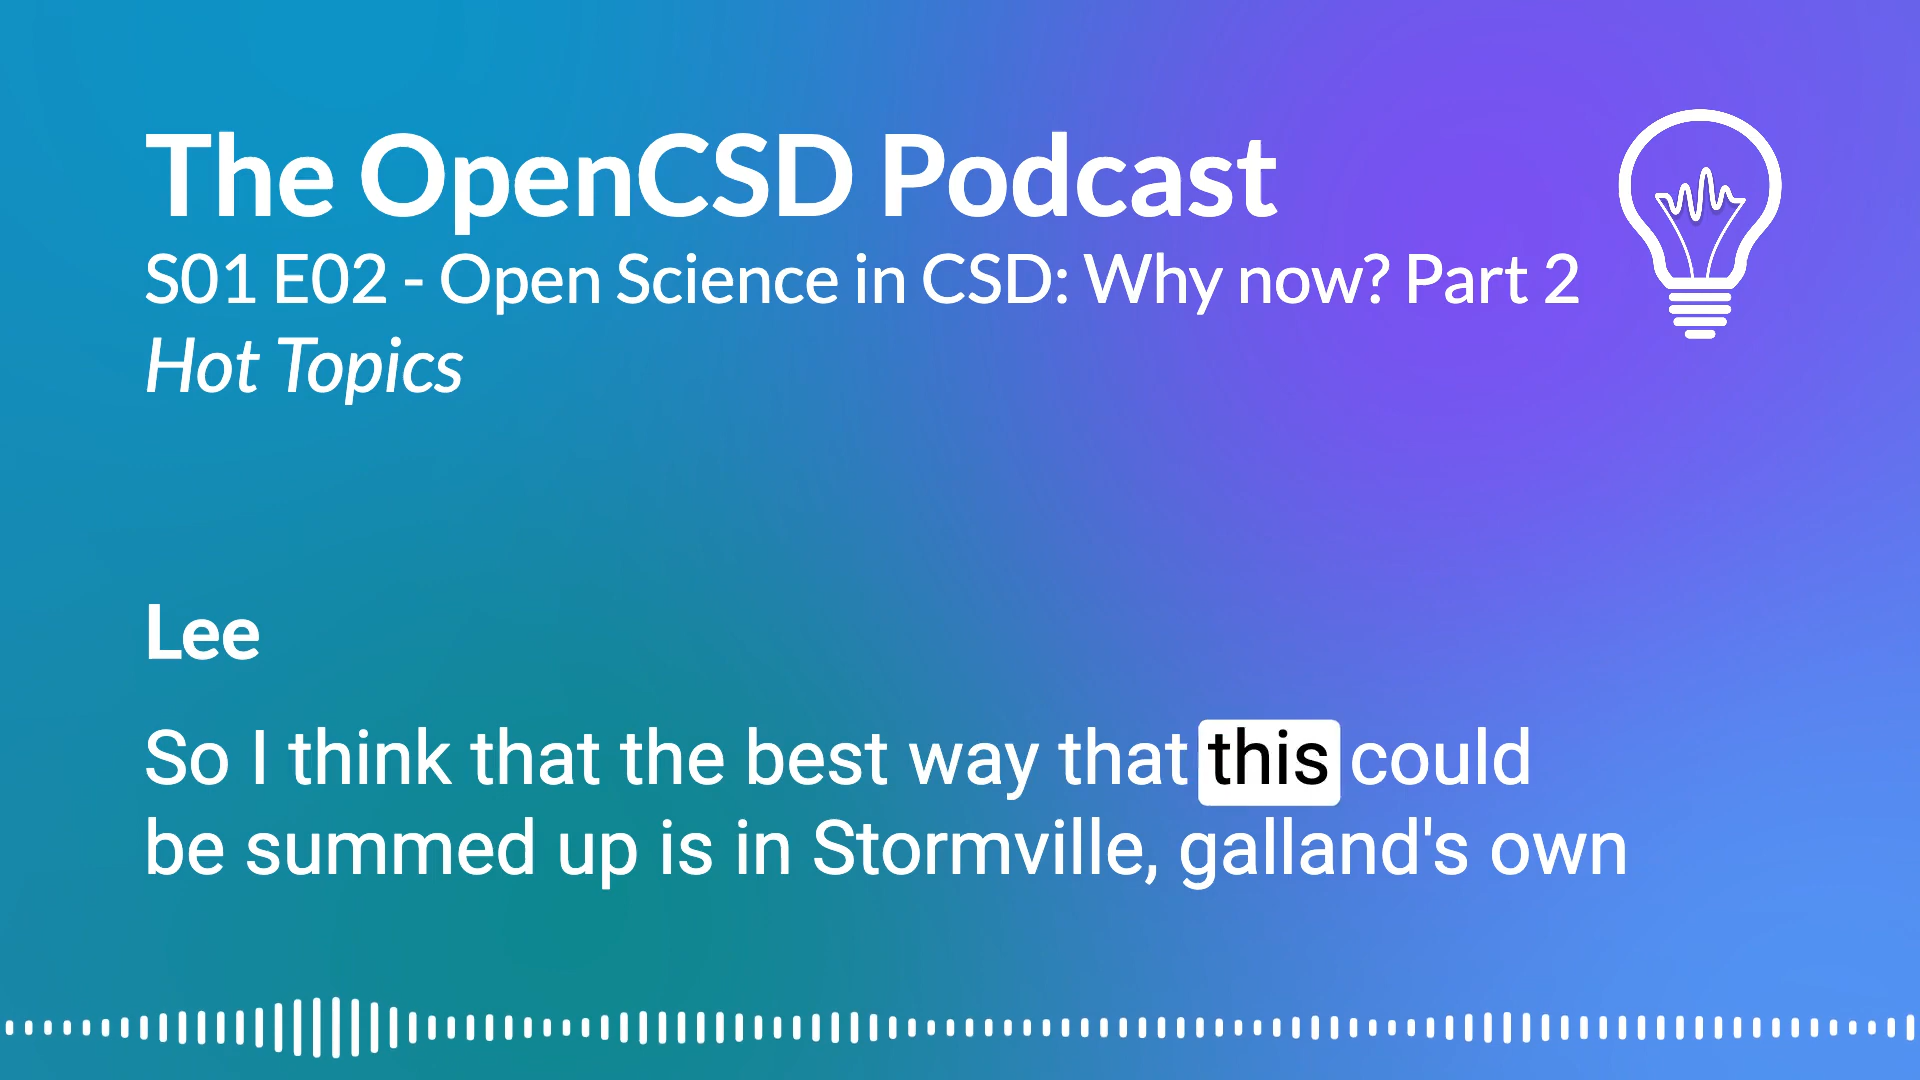 The OpenCSD Podcast
S01 E02 - Open Science in CSD: Why now? Part 2
Hot Topics
Lee
So I think that the best way that this could
be summed up is in Stormville, galland's own